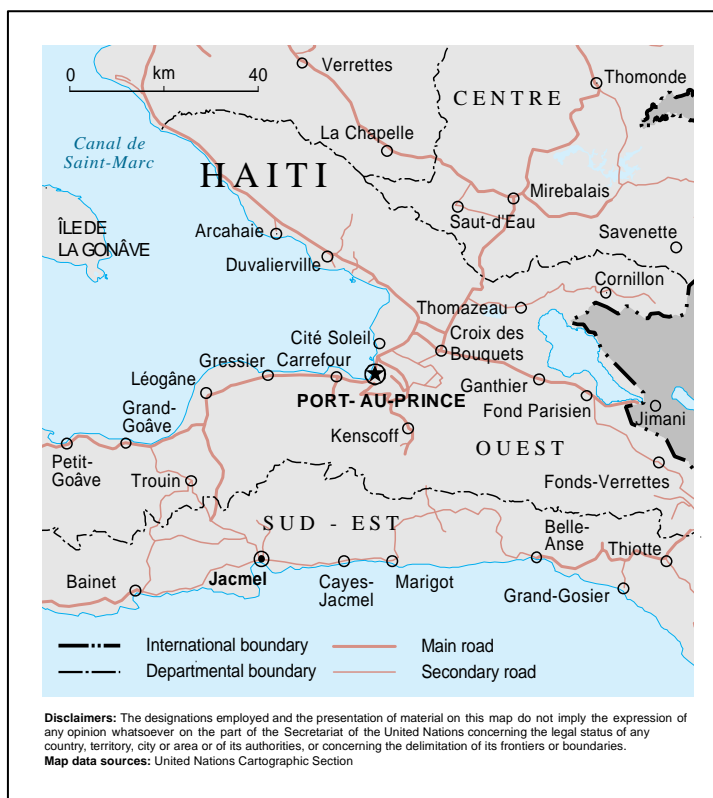 0 km 40
Verrettes
Thomonde
CENTRE
Canal de
Saint-Marc
La Chapelle
HAITI
Mirebalais
Saut-d'Eau
ÎLE DE
LA GONÂVE
Arcahaie
Savenette
Duvalierville
Cornillon
Thomazeau
Cité Soleil
Croix des
Bouquets
Gressier
Carrefour
Léogâne
Ganthier
PORT-AU-PRINCE
Fond Parisien
Grand-
Goâve
Jimani
Kenscoff
OUEST
Petit-
Goâve
Trouin
Fonds-Verrettes
SUD - EST
Belle-
Anse
Thiotte
Bainet
Jacmel
Cayes-
Jacmel
Marigot
Grand-Gosier
International boundary
Main road
Departmental boundary
Secondary road
Disclaimers: The designations employed and the presentation of material on this map do not imply the expression of
any opinion whatsoever on the part of the Secretariat of the United Nations concerning the legal status of any
country, territory, city or area or of its authorities, or concerning the delimitation of its frontiers or boundaries.
Map data sources: United Nations Cartographic Section